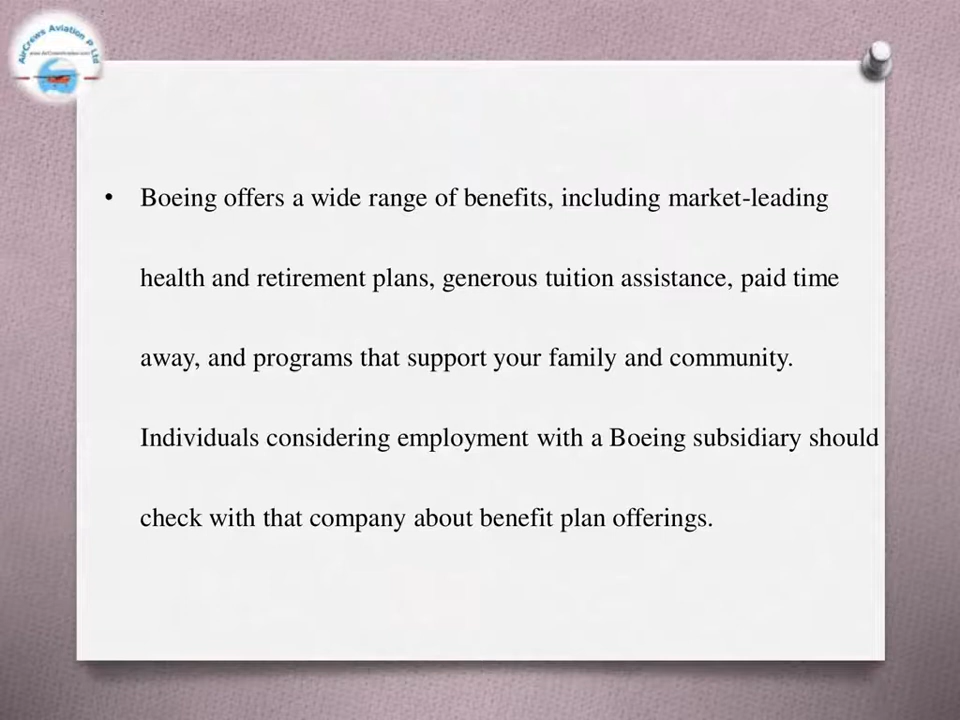 AirCrews Aviation P Ltd
• Boeing offers a wide range of benefits, including market-leading
health and retirement plans, generous tuition assistance, paid time
away, and programs that support your family and community.
Individuals considering employment with a Boeing subsidiary should
check with that company about benefit plan offerings.